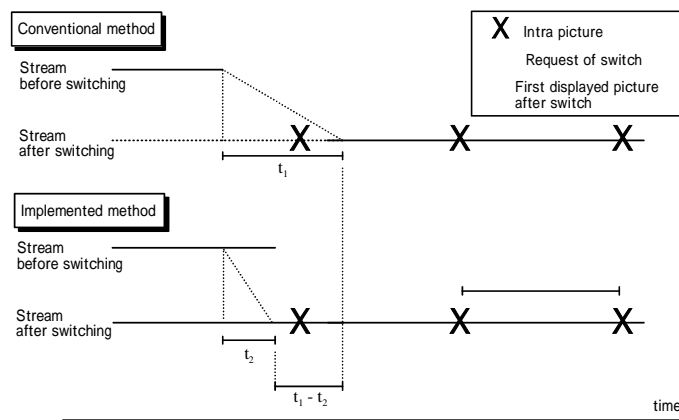 Conventional method
Stream
before switching
Stream
after switching
t1
X Intra picture
Request of switch
First displayed picture
after switch
Implemented method
Stream
before switching
Stream
after switching
t2
t1 - t2
time